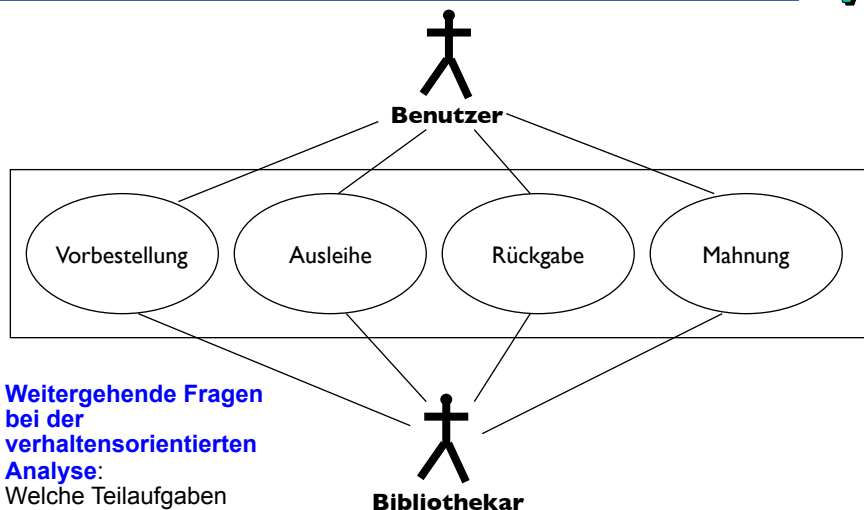 Benutzer
Vorbestellung Ausleihe Rückgabe Mahnung
Weitergehende Fragen
bei der
verhaltensorientierten
Analyse:
Welche Teilaufgaben
Bibliothekar